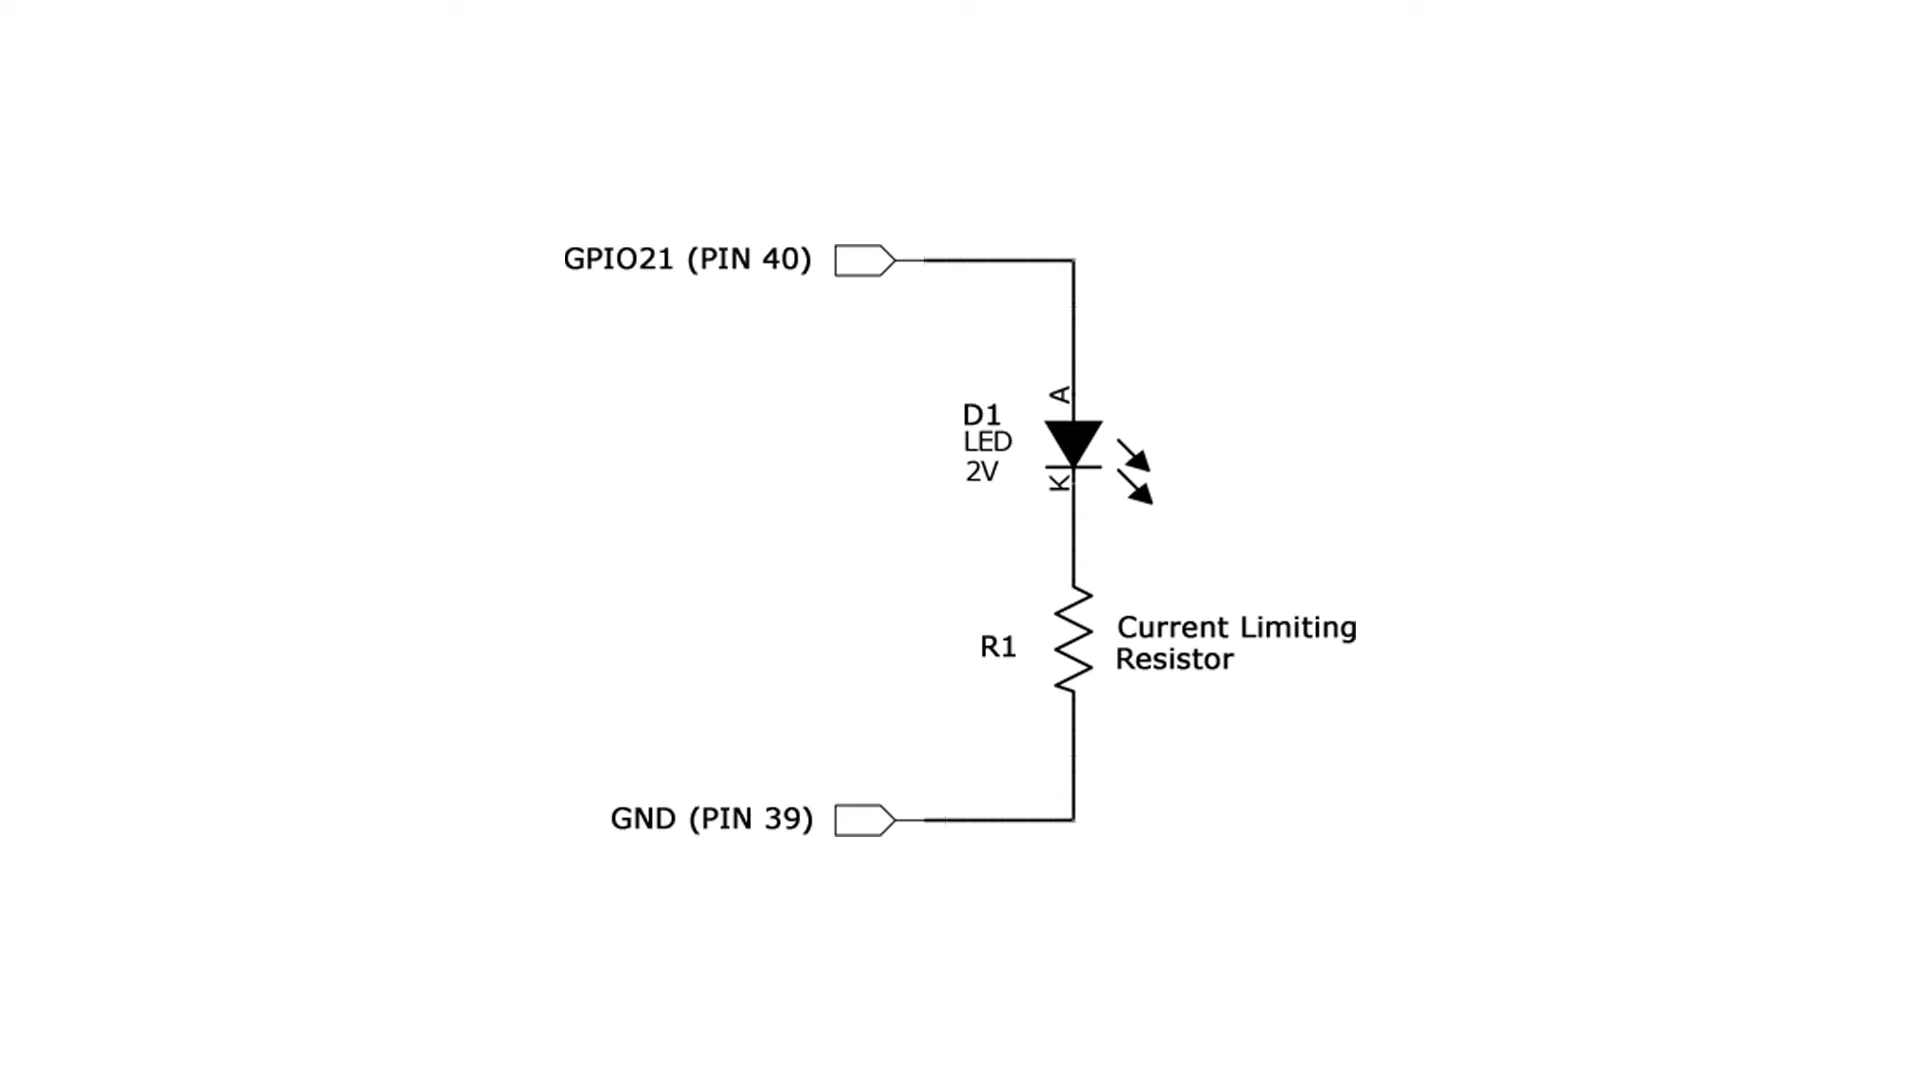 GPIO21 (PIN 40)
A
D1
LED
2V
K
R1
Current Limiting
Resistor
GND (PIN 39)